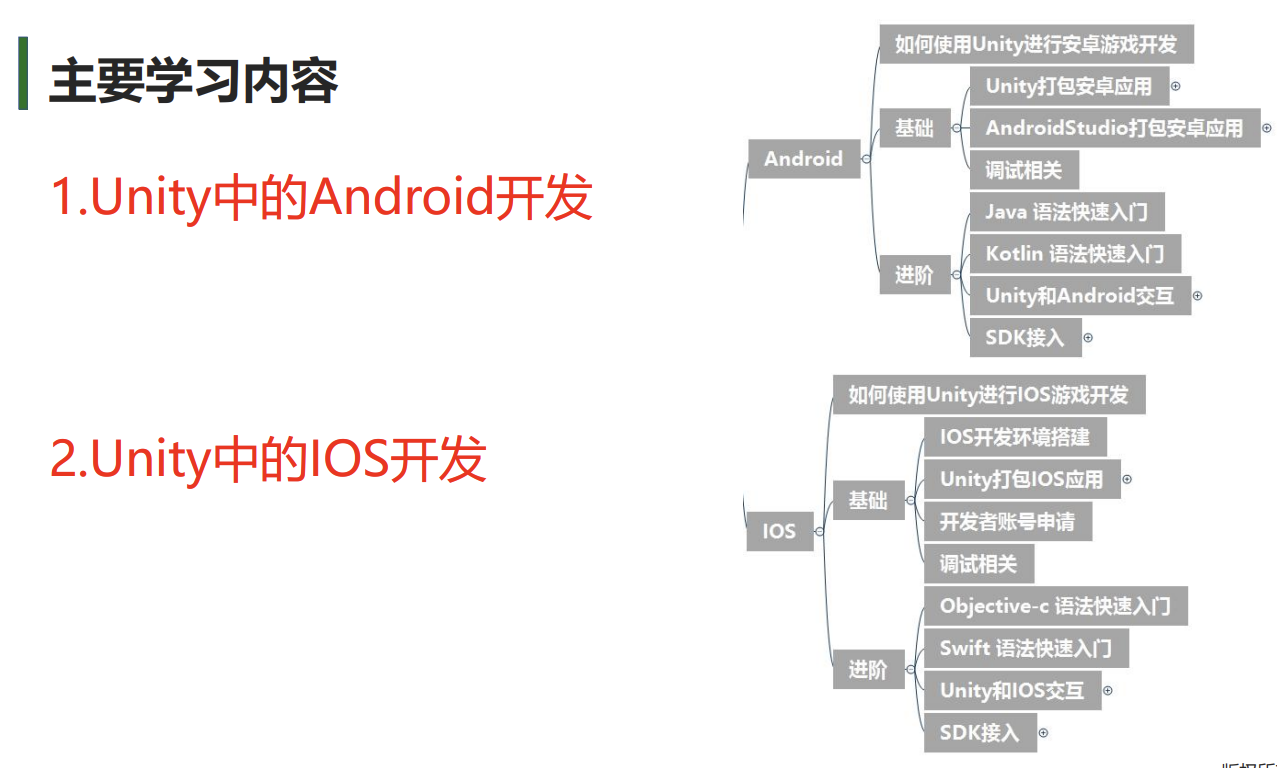 主要学习内容
1.Unity中的Android开发
2.Unity中的IOS开发
Android
如何使用Unity进行安卓游戏开发
基础
Unity打包安卓应用
AndroidStudio打包安卓应用
调试相关
进阶
Java 语法快速入门
Kotlin 语法快速入门
Unity和Android交互
SDK接入
IOS
如何使用Unity进行IOS游戏开发
基础
IOS开发环境搭建
Unity打包IOS应用
开发者账号申请
调试相关
进阶
Objective-c 语法快速入门
Swift 语法快速入门
Unity和IOS交互
SDK接入